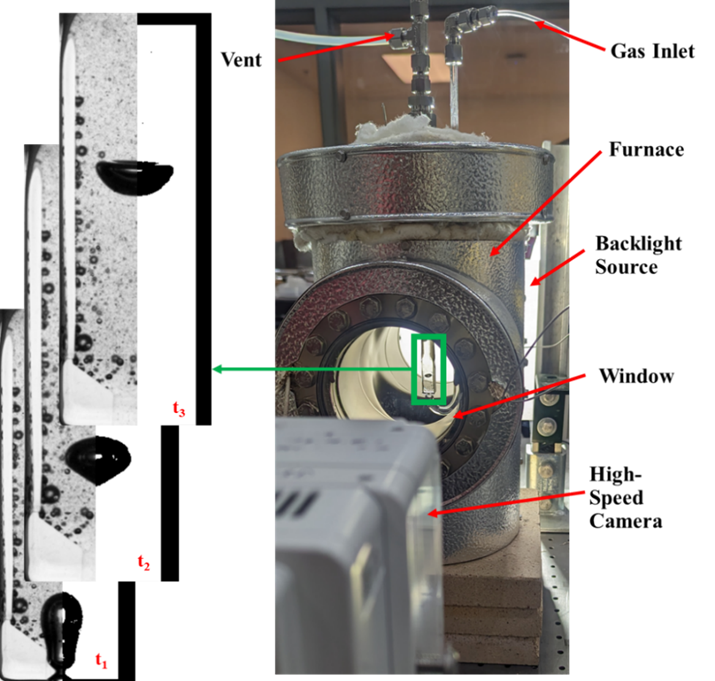 Vent
Gas Inlet
Furnace
Backlight
Source
Window
High-
Speed
Camera
t₃
t₂
t₁